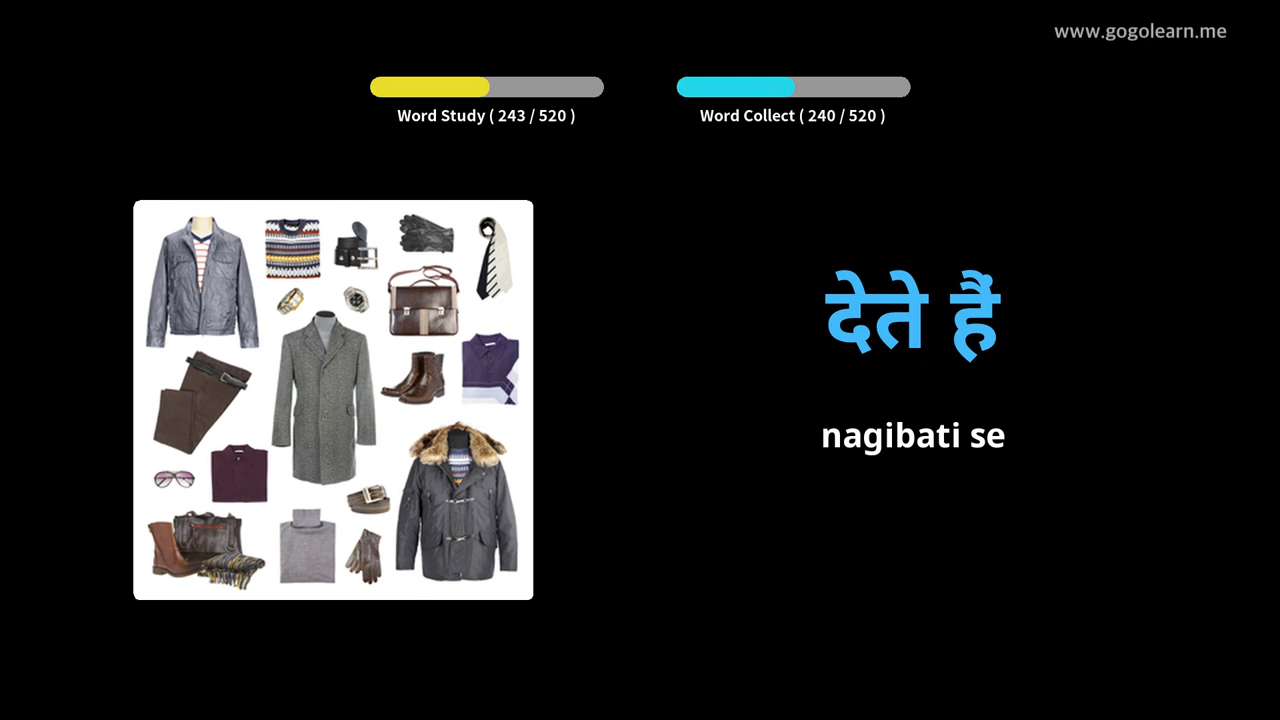 www.gogolearn.me
Word Study ( 243 / 520 )
Word Collect ( 240 / 520 )
देते हैं
nagibati se